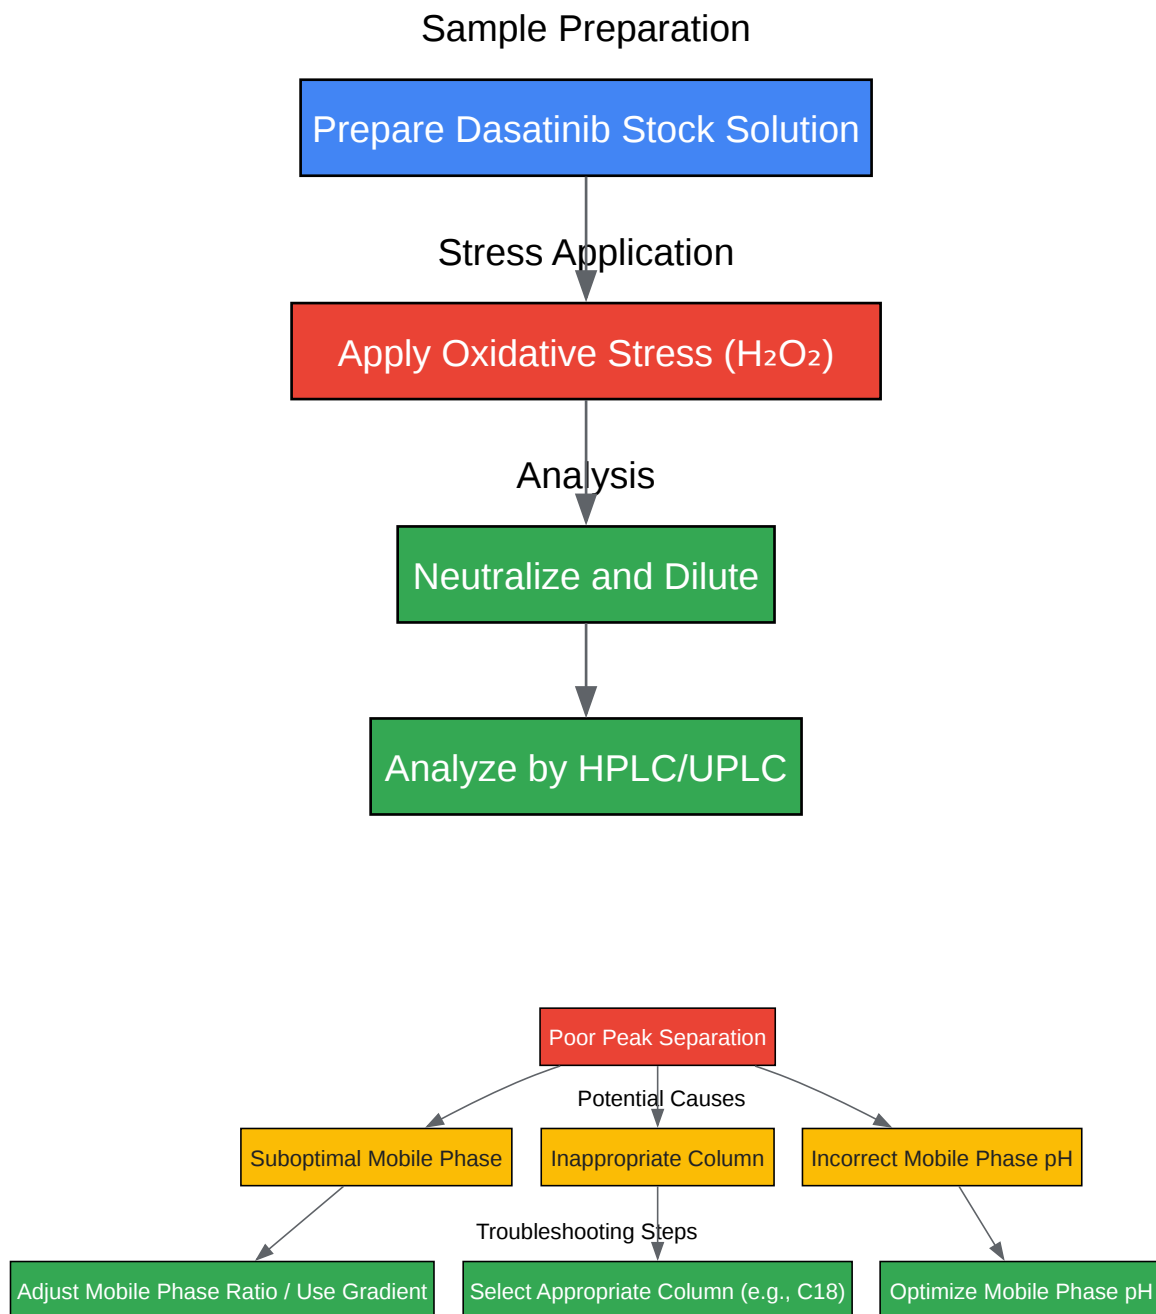 Sample Preparation
Prepare Dasatinib Stock Solution
Stress Application
Apply Oxidative Stress (H₂O₂)
Analysis
Neutralize and Dilute
Analyze by HPLC/UPLC
Poor Peak Separation
Potential Causes
Suboptimal Mobile Phase
Inappropriate Column
Incorrect Mobile Phase pH
Troubleshooting Steps
Adjust Mobile Phase Ratio / Use Gradient
Select Appropriate Column (e.g., C18)
Optimize Mobile Phase pH